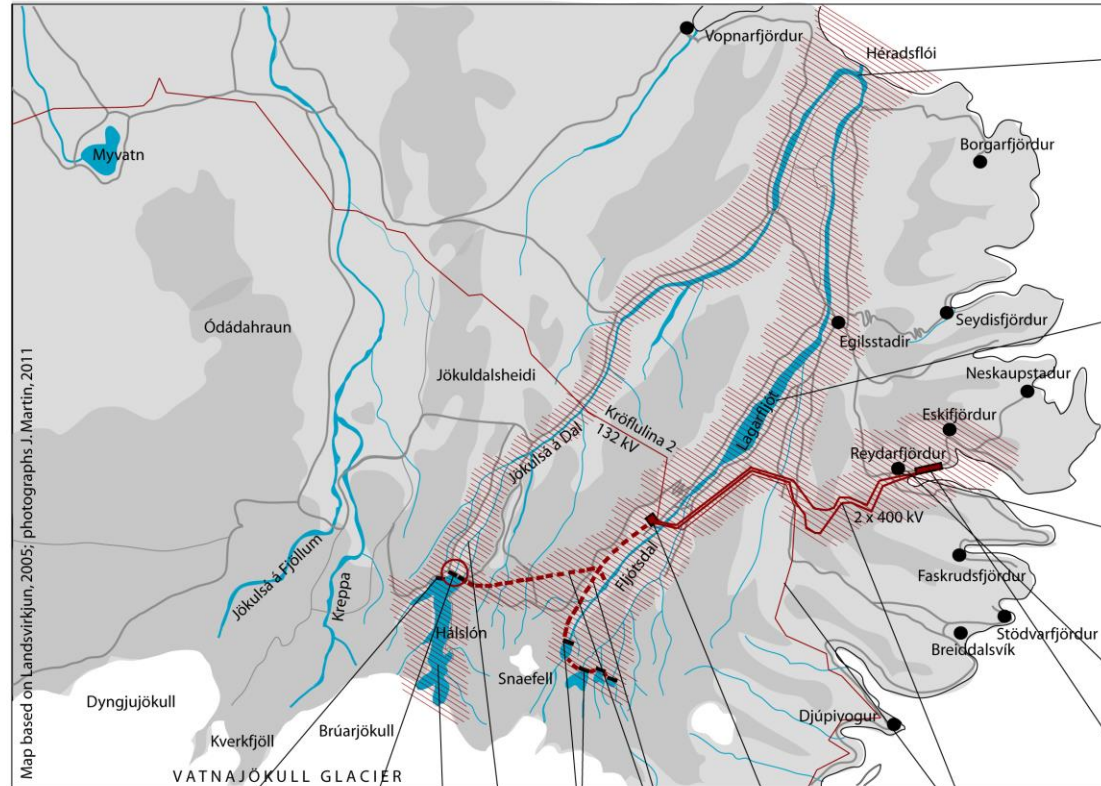 Vopnarfjördur
Héradsflói
Myvatn
Borgarfjördur
Ódádahraun
Egilsstadir
Seydisfjördur
Jökuldalsheidi
Neskaupstadur
Kröflulina 2
132 kV
Lagarfljót
Eskifjördur
Jökulsá á Dal
Reydarfjördur
2 x 400 kV
Jökulsá á Fjöllum
Kreppa
Fljótsdal
Faskrudsfjördur
Hálslón
Stödvarfjördur
Breiddalsvík
Snaefell
Dyngjujökull
Djúpivogur
Brúarjökull
Kverkfjöll
VATNAJÖKULL GLACIER
Map based on Landsvirkjun, 2005; photographs J.Martin, 2011